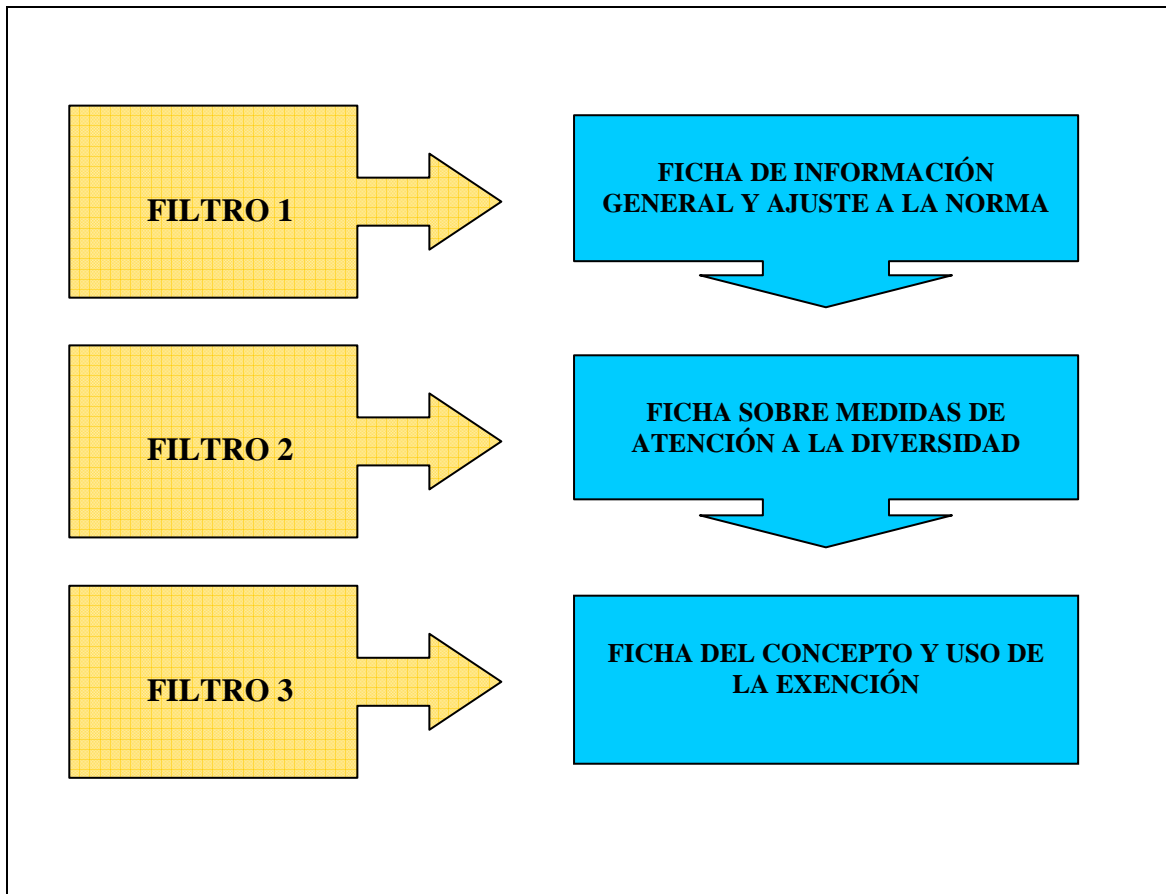 FILTRO 1
FICHA DE INFORMACIÓN
GENERAL Y AJUSTE A LA NORMA
FILTRO 2
FICHA SOBRE MEDIDAS DE
ATENCIÓN A LA DIVERSIDAD
FILTRO 3
FICHA DEL CONCEPTO Y USO DE
LA EXENCIÓN